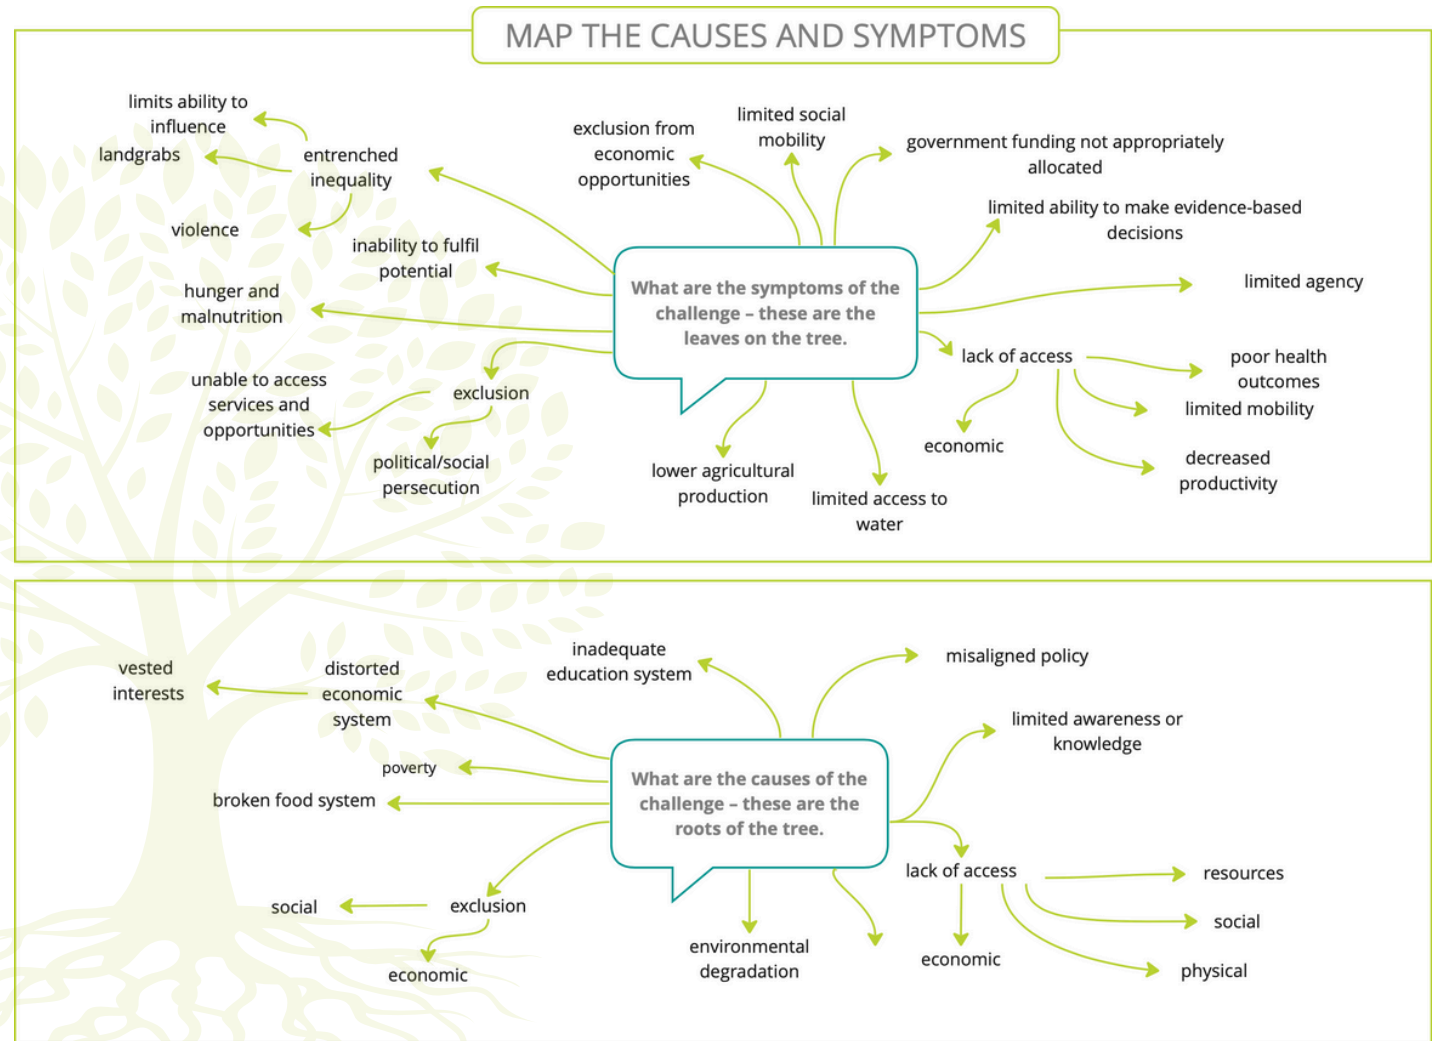 MAP THE CAUSES AND SYMPTOMS
limits ability to
influence
landgrabs
entrenched
inequality
violence
inability to fulfil
potential
hunger and
malnutrition
unable to access
services and
opportunities
exclusion
political/social
persecution
exclusion from
economic
opportunities
limited social
mobility
government funding not appropriately
allocated
limited ability to make evidence-based
decisions
limited agency
What are the symptoms of the
challenge – these are the
leaves on the tree.
lack of access
poor health
outcomes
limited mobility
economic
decreased
productivity
lower agricultural
production
limited access to
water
vested
interests
distorted
economic
system
inadequate
education system
misaligned policy
limited awareness or
knowledge
poverty
broken food system
What are the causes of the
challenge – these are the
roots of the tree.
social
exclusion
economic
environmental
degradation
lack of access
resources
social
economic
physical